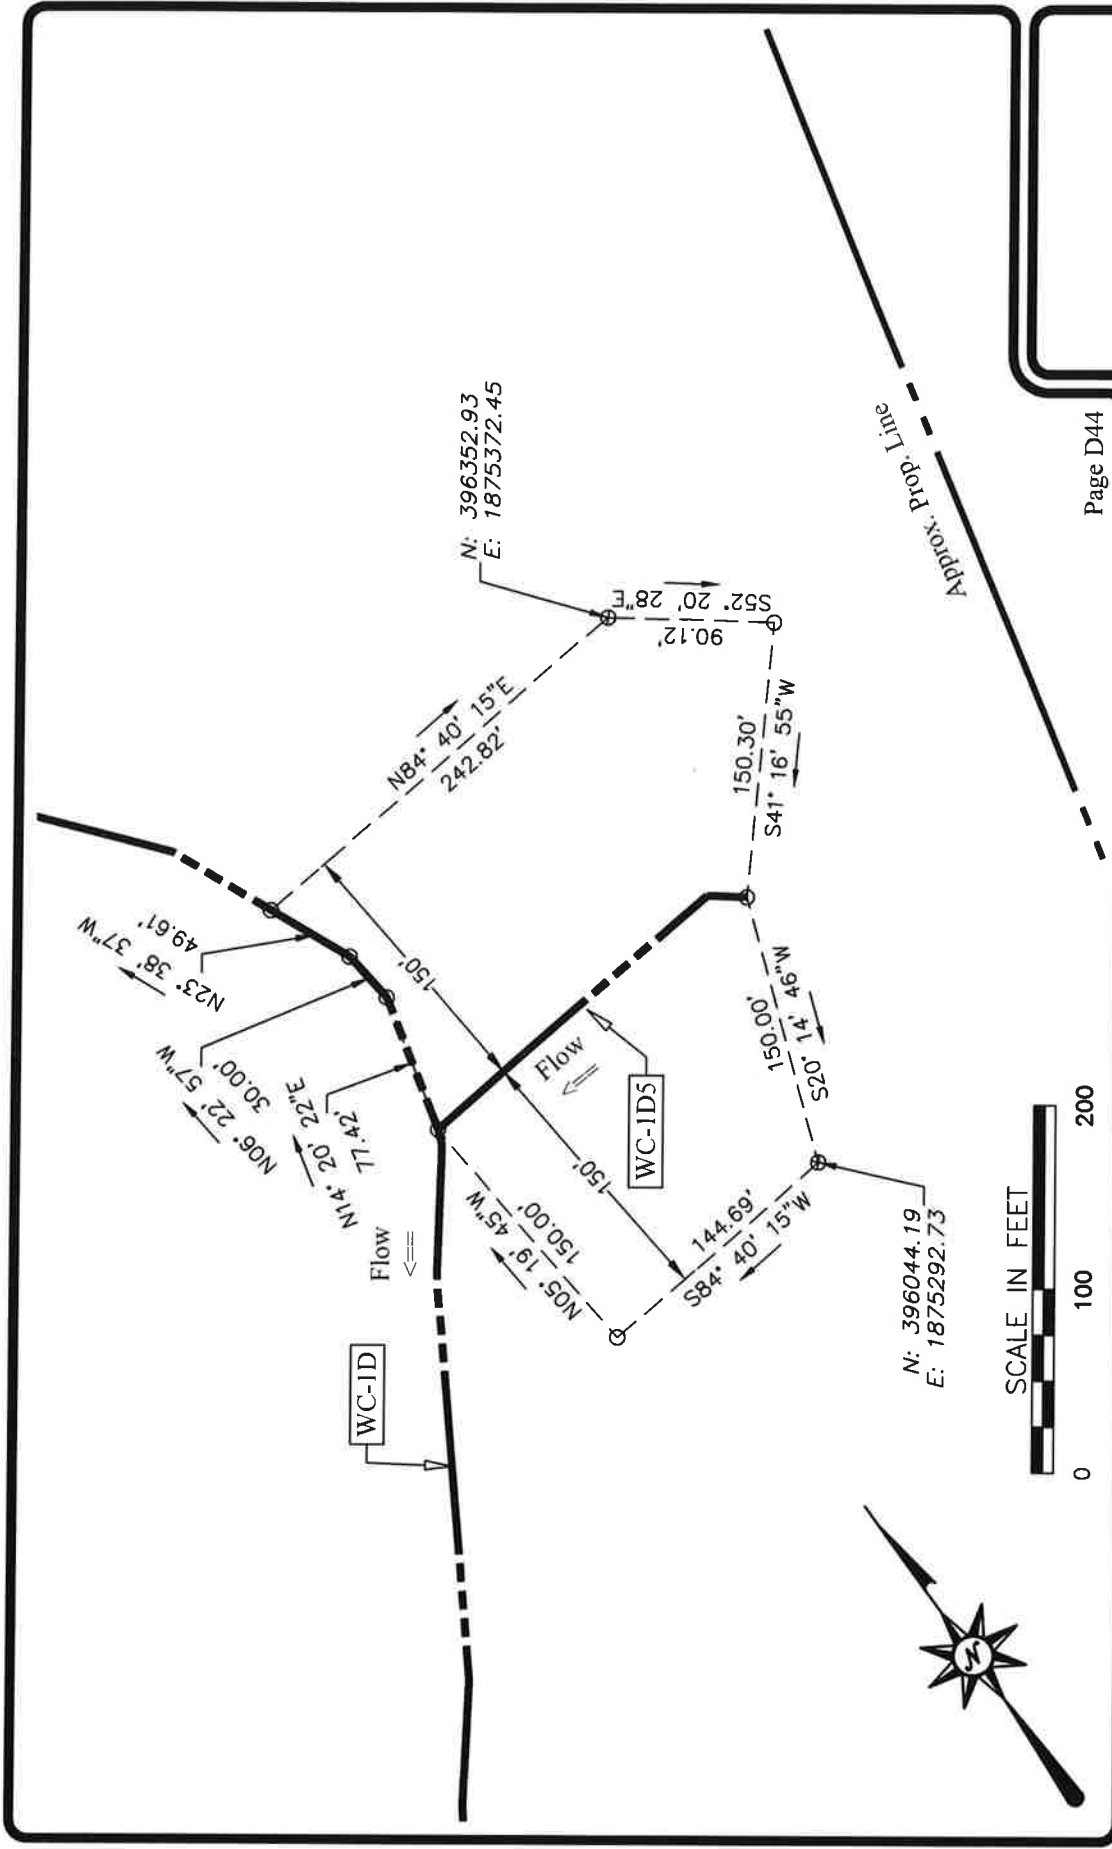 N23° 38' 37"W
49.61'
N06° 22' 57"W
30.00'
N14° 20' 22"E
77.42'
Flow
<==
WC-1D
N05° 19' 45"W
150.00'
150'
150'
Flow
<==
WC-1D5
N84° 40' 15"E
242.82'
N: 396352.93
E: 1875372.45
S52° 20' 28"E
90.12'
150.30'
S41° 16' 55"W
150.00'
S20° 14' 46"W
144.69'
S84° 40' 15"W
N: 396044.19
E: 1875292.73
Approx. Prop. Line
SCALE IN FEET
0 100 200
N
Page D44